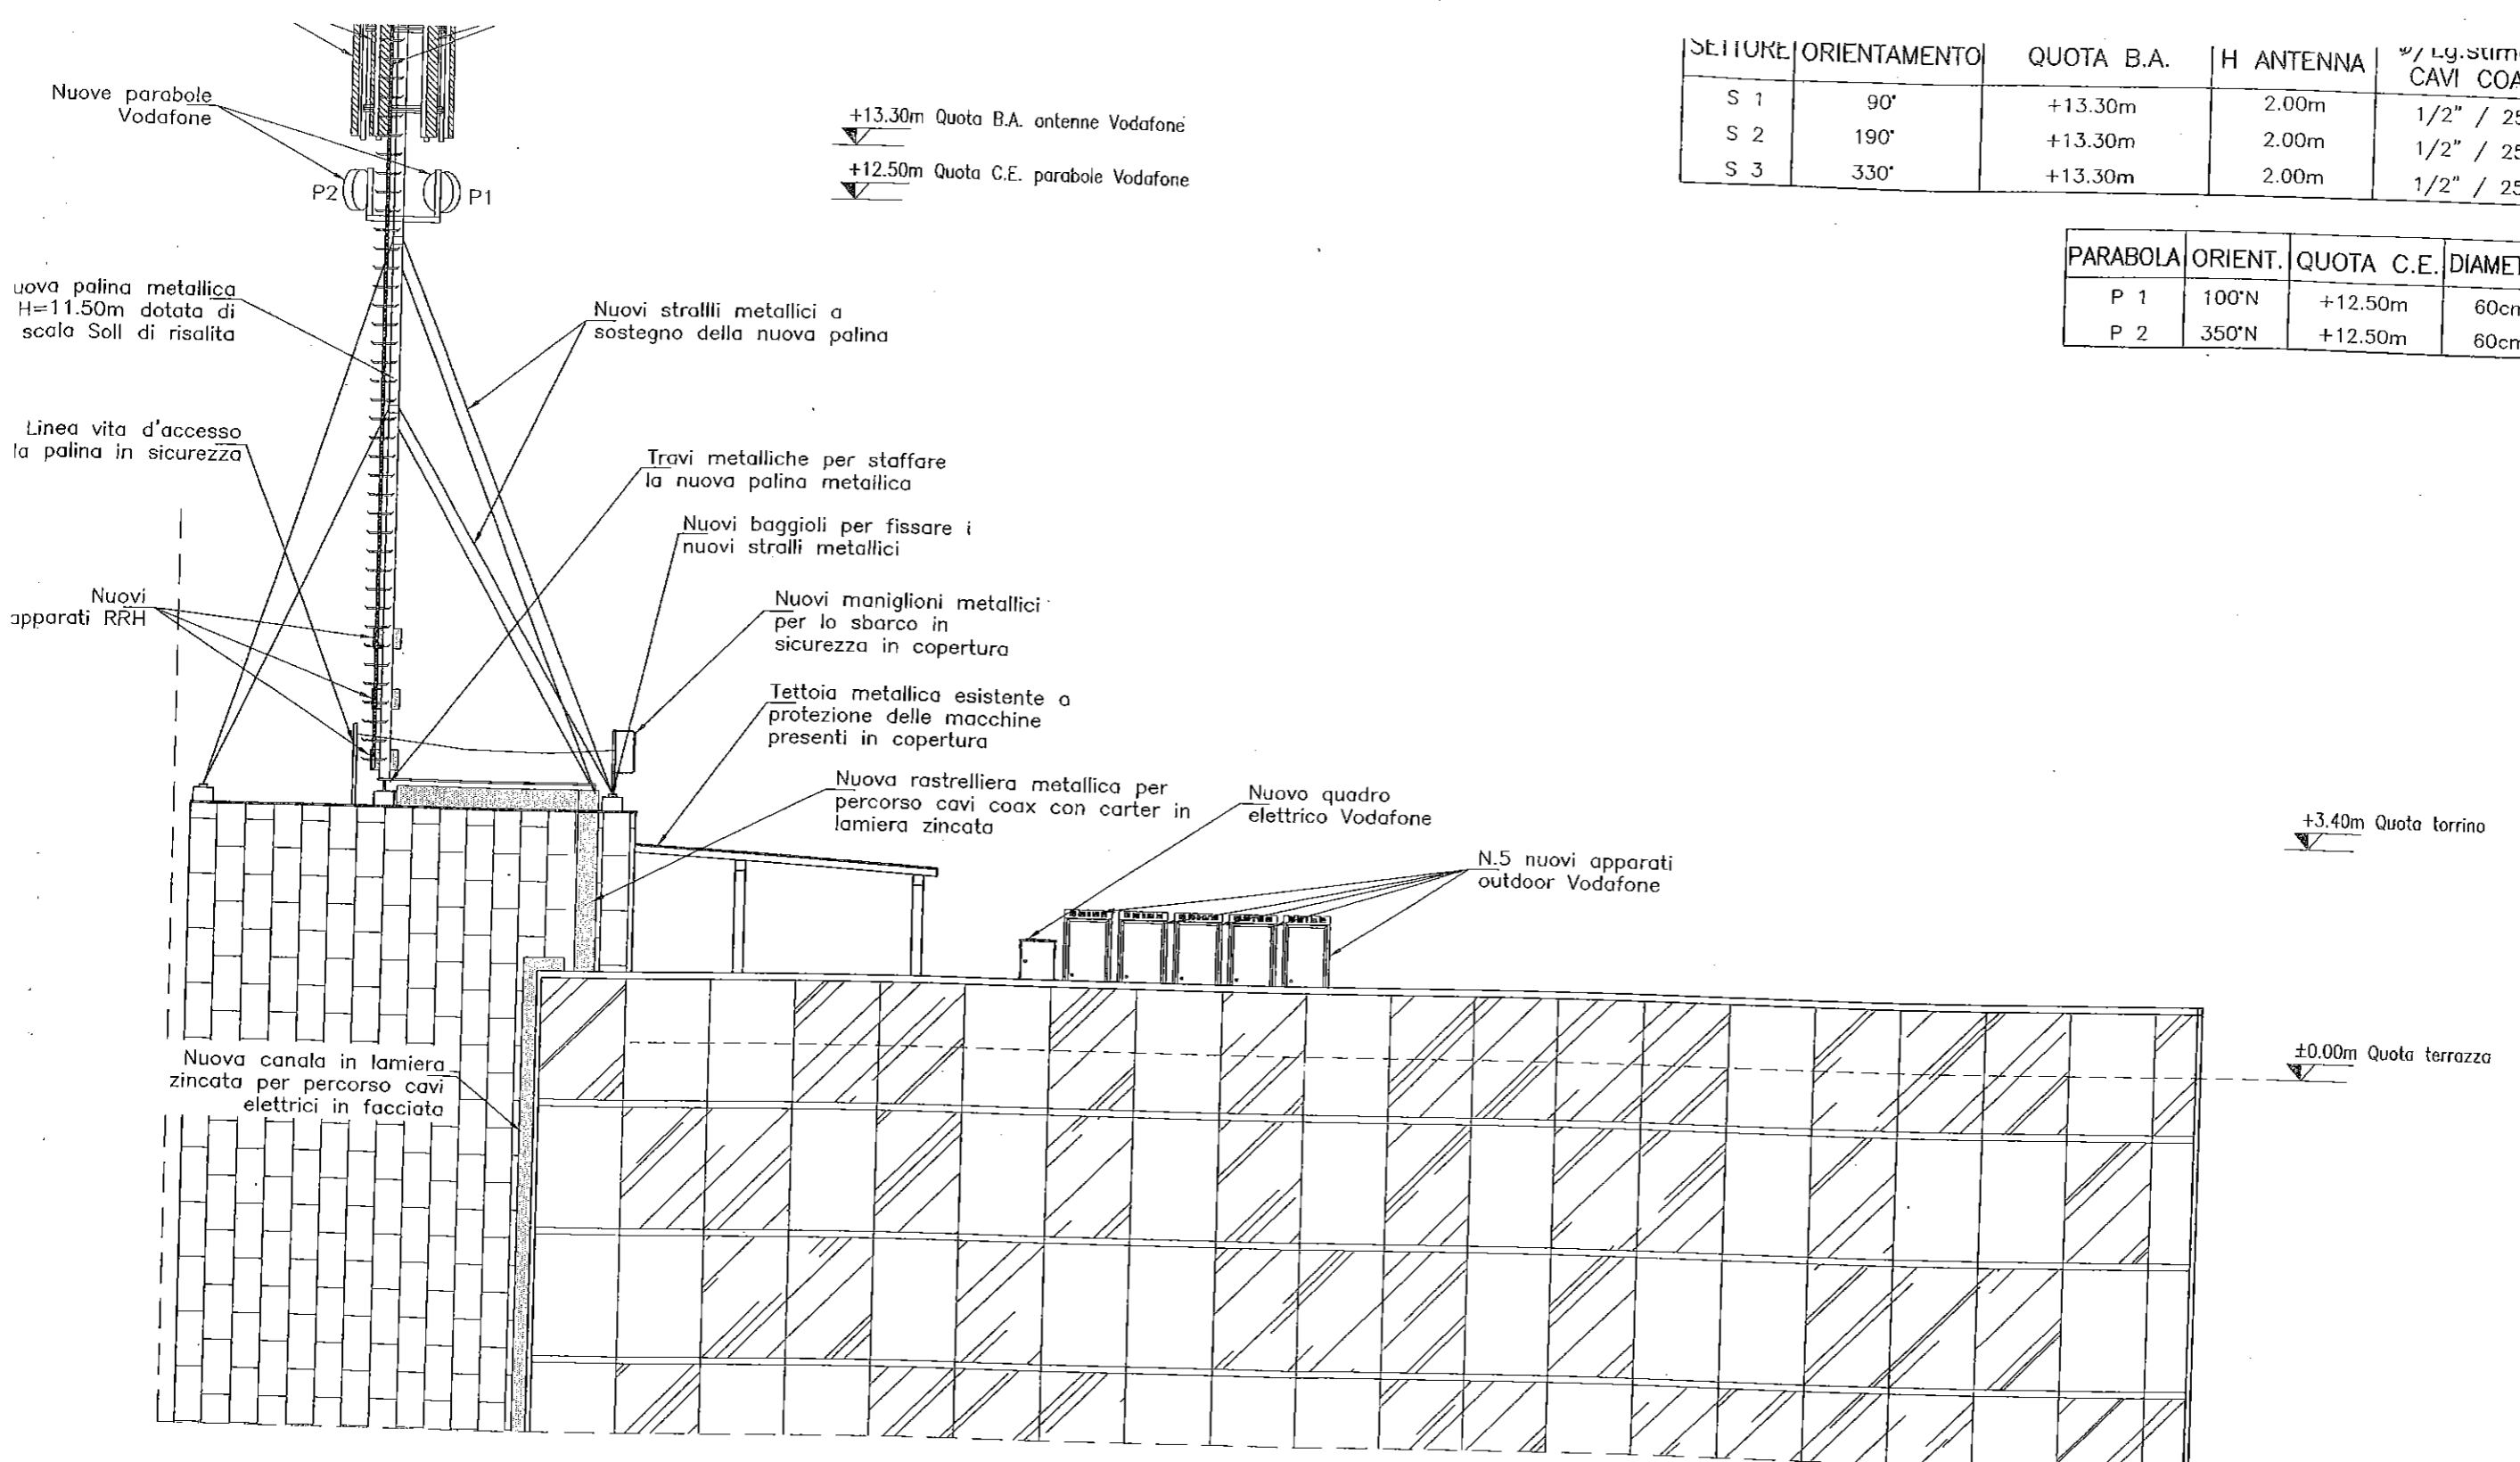 Nuove parabole
Vodafone
P2
P1
+13.30m Quota B.A. antenne Vodafone
+12.50m Quota C.E. parabole Vodafone
SETTORE ORIENTAMENTO QUOTA B.A. H ANTENNA
CAVI
S 1 90° +13.30m 2.00m 1/2" /
S 2 190° +13.30m 2.00m 1/2" /
S 3 330° +13.30m 2.00m 1/2" /
PARABOLA ORIENT. QUOTA C.E.
P 1 100°N +12.50m 60cm
P 2 350°N +12.50m 60cm
uova palina metallica
H=11.50m dotata di
scala Soll di risalita
Nuovi strallli metallici a
sostegno della nuova palina
Linea vita d'accesso
la palina in sicurezza
Travi metalliche per staffare
la nuova palina metallica
Nuovi baggioli per fissare i
nuovi stralli metallici
Nuovi
apparati RRH
Nuovi maniglioni metallici
per lo sbarco in
sicurezza in copertura
Tettoia metallica esistente a
protezione delle macchine
presenti in copertura
Nuova rastrelliera metallica per
percorso cavi coax con carter in
lamiera zincata
Nuovo quadro
elettrico Vodafone
N.5 nuovi apparati
outdoor Vodafone
+3.40m Quota torrino
±0.00m Quota terrazza
Nuova canala in lamiera
zincata per percorso cavi
elettrici in facciata